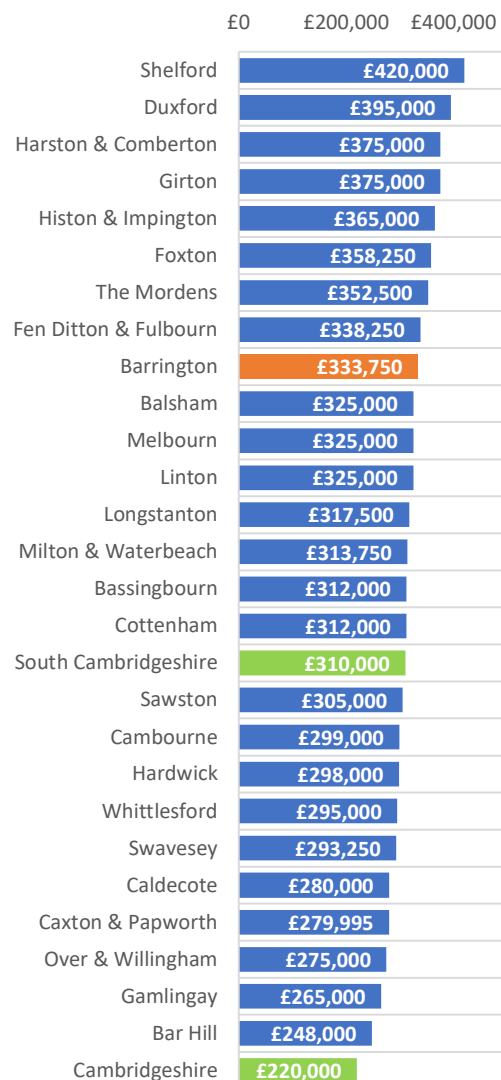 £0 £200,000 £400,000
Shelford £420,000
Duxford £395,000
Harston & Comberton £375,000
Girton £375,000
Histon & Impington £365,000
Foxton £358,250
The Mordens £352,500
Fen Ditton & Fulbourn £338,250
Barrington £333,750
Balsham £325,000
Melbourn £325,000
Linton £325,000
Longstanton £317,500
Milton & Waterbeach £313,750
Bassingbourn £312,000
Cottenham £312,000
South Cambridgeshire £310,000
Sawston £305,000
Cambourne £299,000
Hardwick £298,000
Whittlesford £295,000
Swavesey £293,250
Caldecote £280,000
Caxton & Papworth £279,995
Over & Willingham £275,000
Gamlingay £265,000
Bar Hill £248,000
Cambridgeshire £220,000